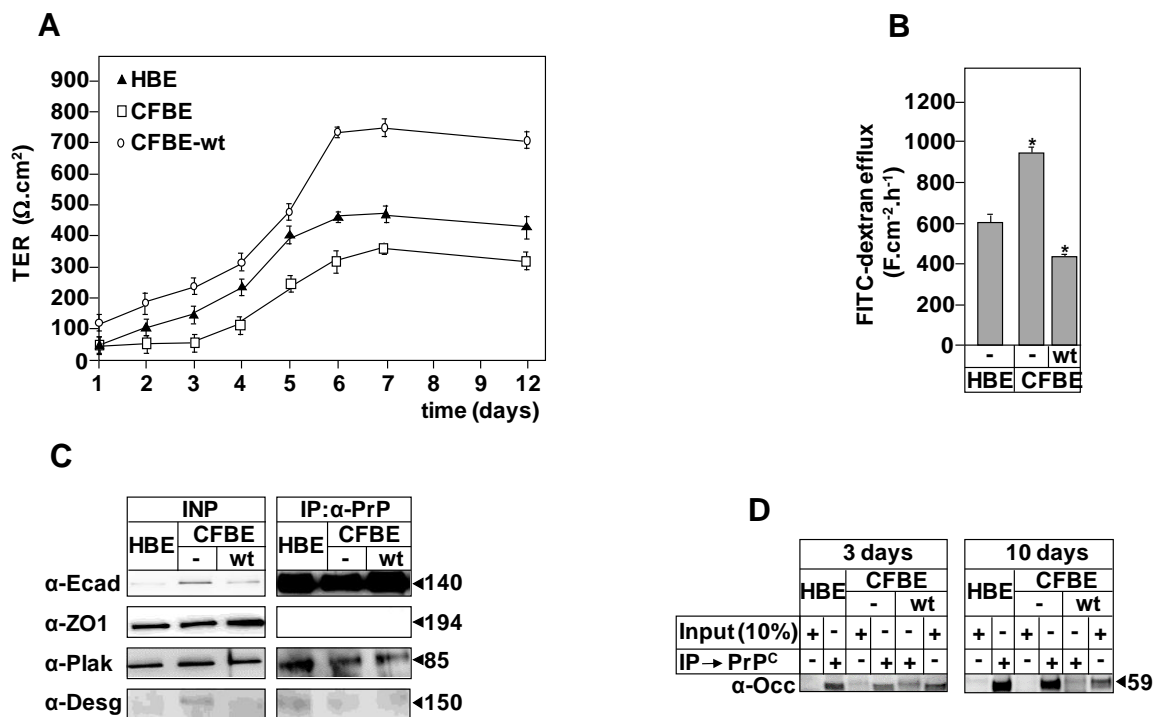 A
900
800
700
600
500
400
300
200
100
0
HBE
CFBE
CFBE-wt
TER (Ω.cm²)
1 2 3 4 5 6 7 8 9 12
time (days)
B
1200
1000
800
600
400
200
0
* *
FITC-dextran efflux
(F.cm⁻².h⁻¹)
- - wt
HBE CFBE
C
INP IP:α-PrP
HBE CFBE HBE CFBE
- wt - wt
α-Ecad 140
α-ZO1 194
α-Plak 85
α-Desg 150
D
3 days 10 days
HBE CFBE HBE CFBE
- wt - wt
Input (10%) + - + - - + + - + - - +
IP→ PrPᶜ - + - + + - - + - + + -
α-Occ 59